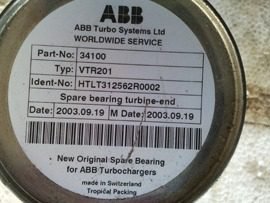 ABB
ABB Turbo Systems Ltd
WORLDWIDE SERVICE
Part-No: 34100
Typ: VTR201
Ident-No: HTLT312562R0002
Spare bearing turbine-end
Date: 2003.09.19 M Date: 2003.09.19
New Original Spare Bearing
for ABB Turbochargers
made in Switzerland
Tropical Packing